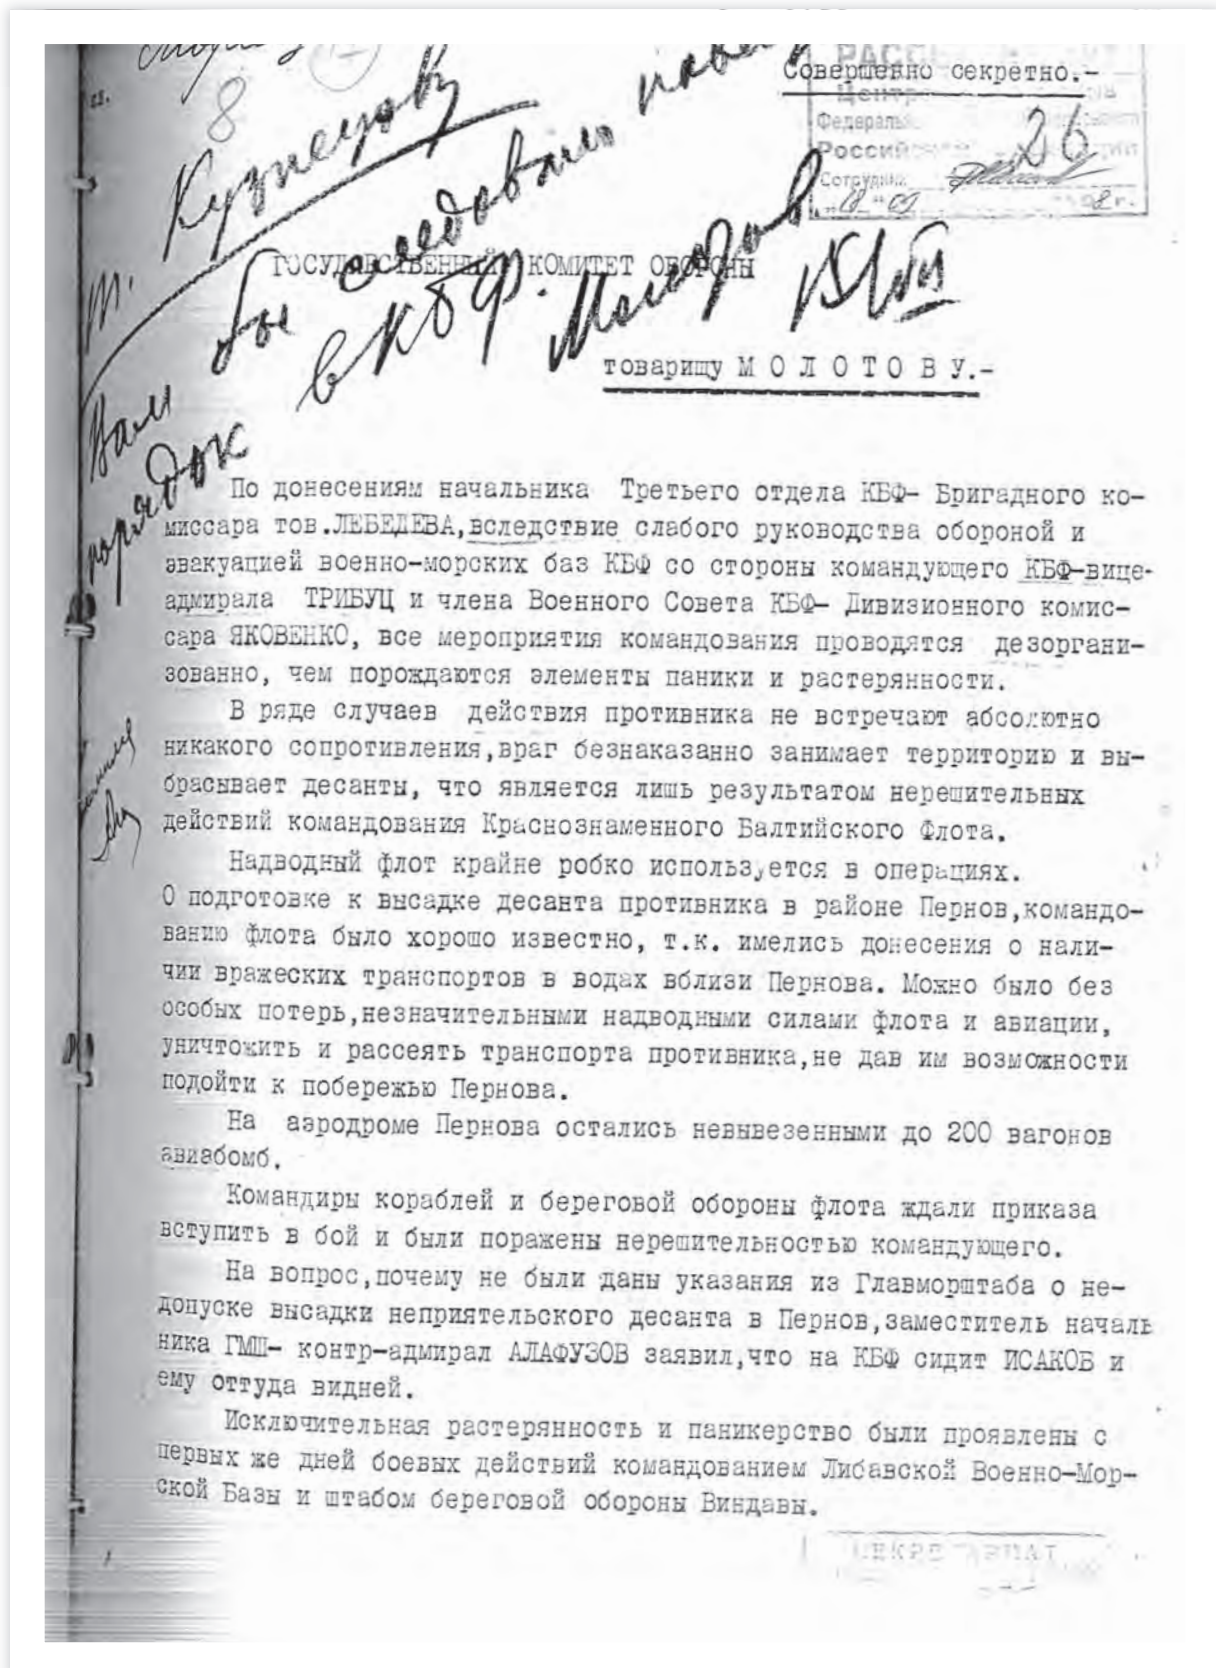 8
Совершенно секретно.-
26
т. Кузнецову
Вам бы следовало навести
порядок в КБФ.
Молотов
ГОСУДАРСТВЕННЫЙ КОМИТЕТ ОБОРОНЫ
товарищу М О Л О Т О В У.-
По донесениям начальника Третьего отдела КБФ- Бригадного ко-
миссара тов.ЛЕБЕДЕВА,вследствие слабого руководства обороной и
эвакуацией военно-морских баз КБФ со стороны командующего КБФ-вице-
адмирала ТРИБУЦ и члена Военного Совета КБФ- Дивизионного комис-
сара ЯКОВЕНКО, все мероприятия командования проводятся дезоргани-
зованно, чем порождаются элементы паники и растерянности.
В ряде случаев действия противника не встречают абсолютно
никакого сопротивления,враг безнаказанно занимает территорию и вы-
брасывает десанты, что является лишь результатом нерешительных
действий командования Краснознаменного Балтийского Флота.
Надводный флот крайне робко используется в операциях.
О подготовке к высадке десанта противника в районе Пернов,командо-
ванию флота было хорошо известно, т.к. имелись донесения о нали-
чии вражеских транспортов в водах вблизи Пернова. Можно было без
особых потерь,незначительными надводными силами флота и авиации,
уничтожить и рассеять транспорта противника,не дав им возможности
подойти к побережью Пернова.
На аэродроме Пернова остались невывезенными до 200 вагонов
авиабомб.
Командиры кораблей и береговой обороны флота ждали приказа
вступить в бой и были поражены нерешительностью командующего.
На вопрос,почему не были даны указания из Главморштаба о не-
допуске высадки неприятельского десанта в Пернов,заместитель началь
ника ГМШ- контр-адмирал АЛАФУЗОВ заявил,что на КБФ сидит ИСАКОВ и
ему оттуда видней.
Исключительная растерянность и паникерство были проявлены с
первых же дней боевых действий командованием Либавской Военно-Мор-
ской Базы и штабом береговой обороны Виндавы.